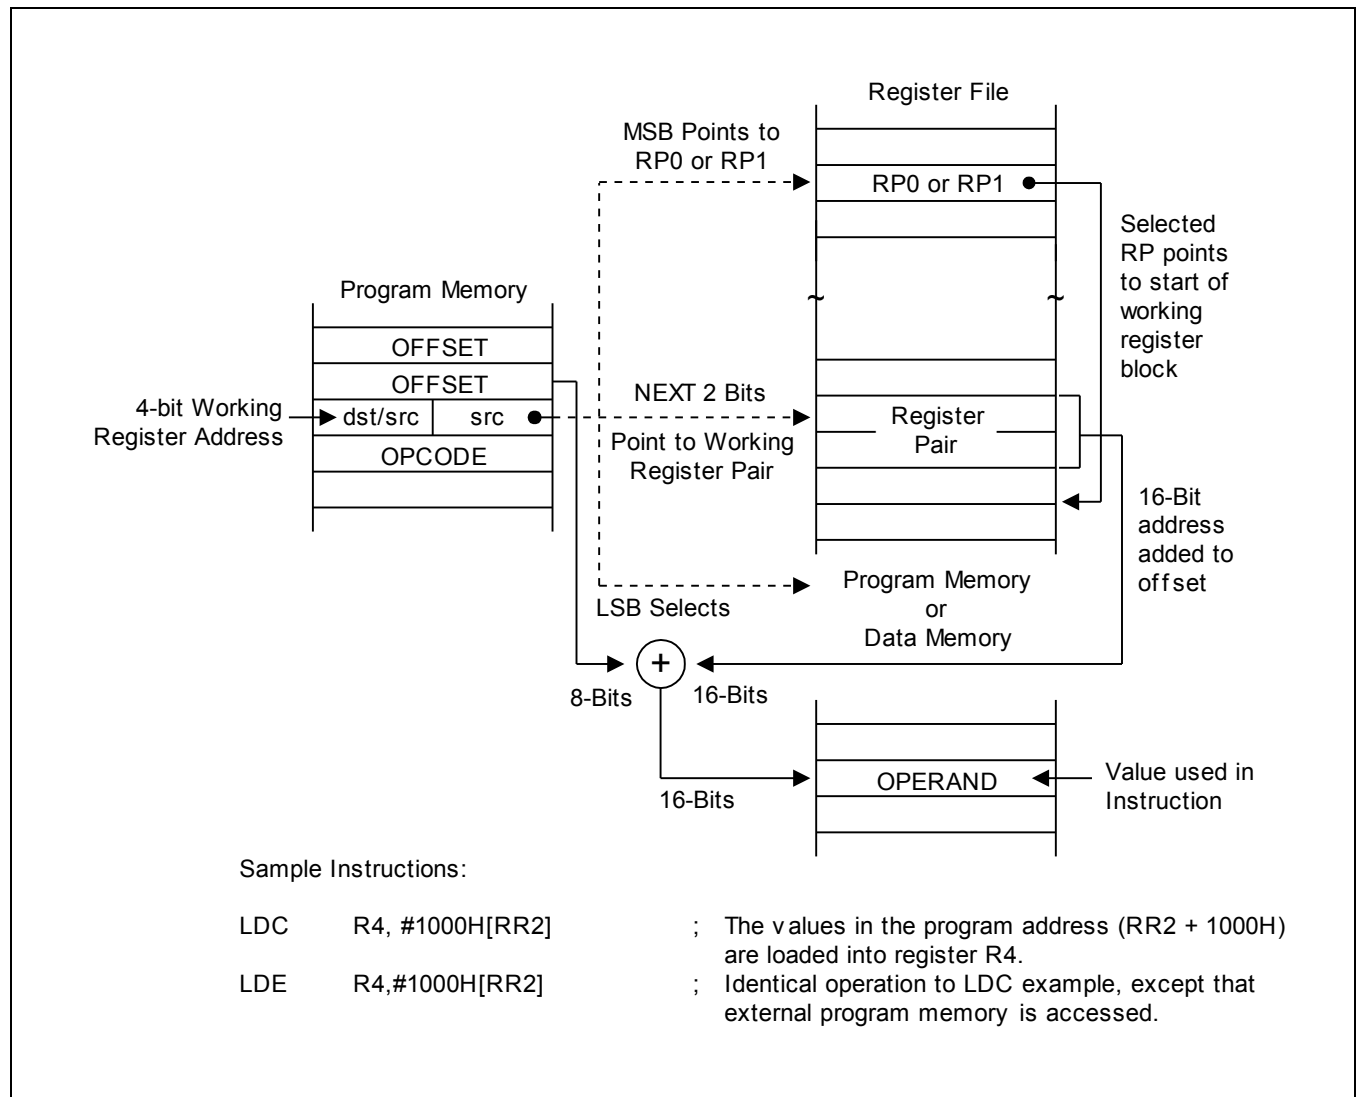 Register File
MSB Points to
RP0 or RP1
RP0 or RP1
Selected
RP points
to start of
working
register
block
~
~
Program Memory
OFFSET
OFFSET
4-bit Working
Register Address
dst/src
src
OPCODE
NEXT 2 Bits
Point to Working
Register Pair
Register
Pair
16-Bit
address
added to
offset
LSB Selects
Program Memory
or
Data Memory
+
8-Bits
16-Bits
16-Bits
OPERAND
Value used in
Instruction
Sample Instructions:
LDC R4, #1000H[RR2] ; The values in the program address (RR2 + 1000H)
are loaded into register R4.
LDE R4,#1000H[RR2] ; Identical operation to LDC example, except that
external program memory is accessed.